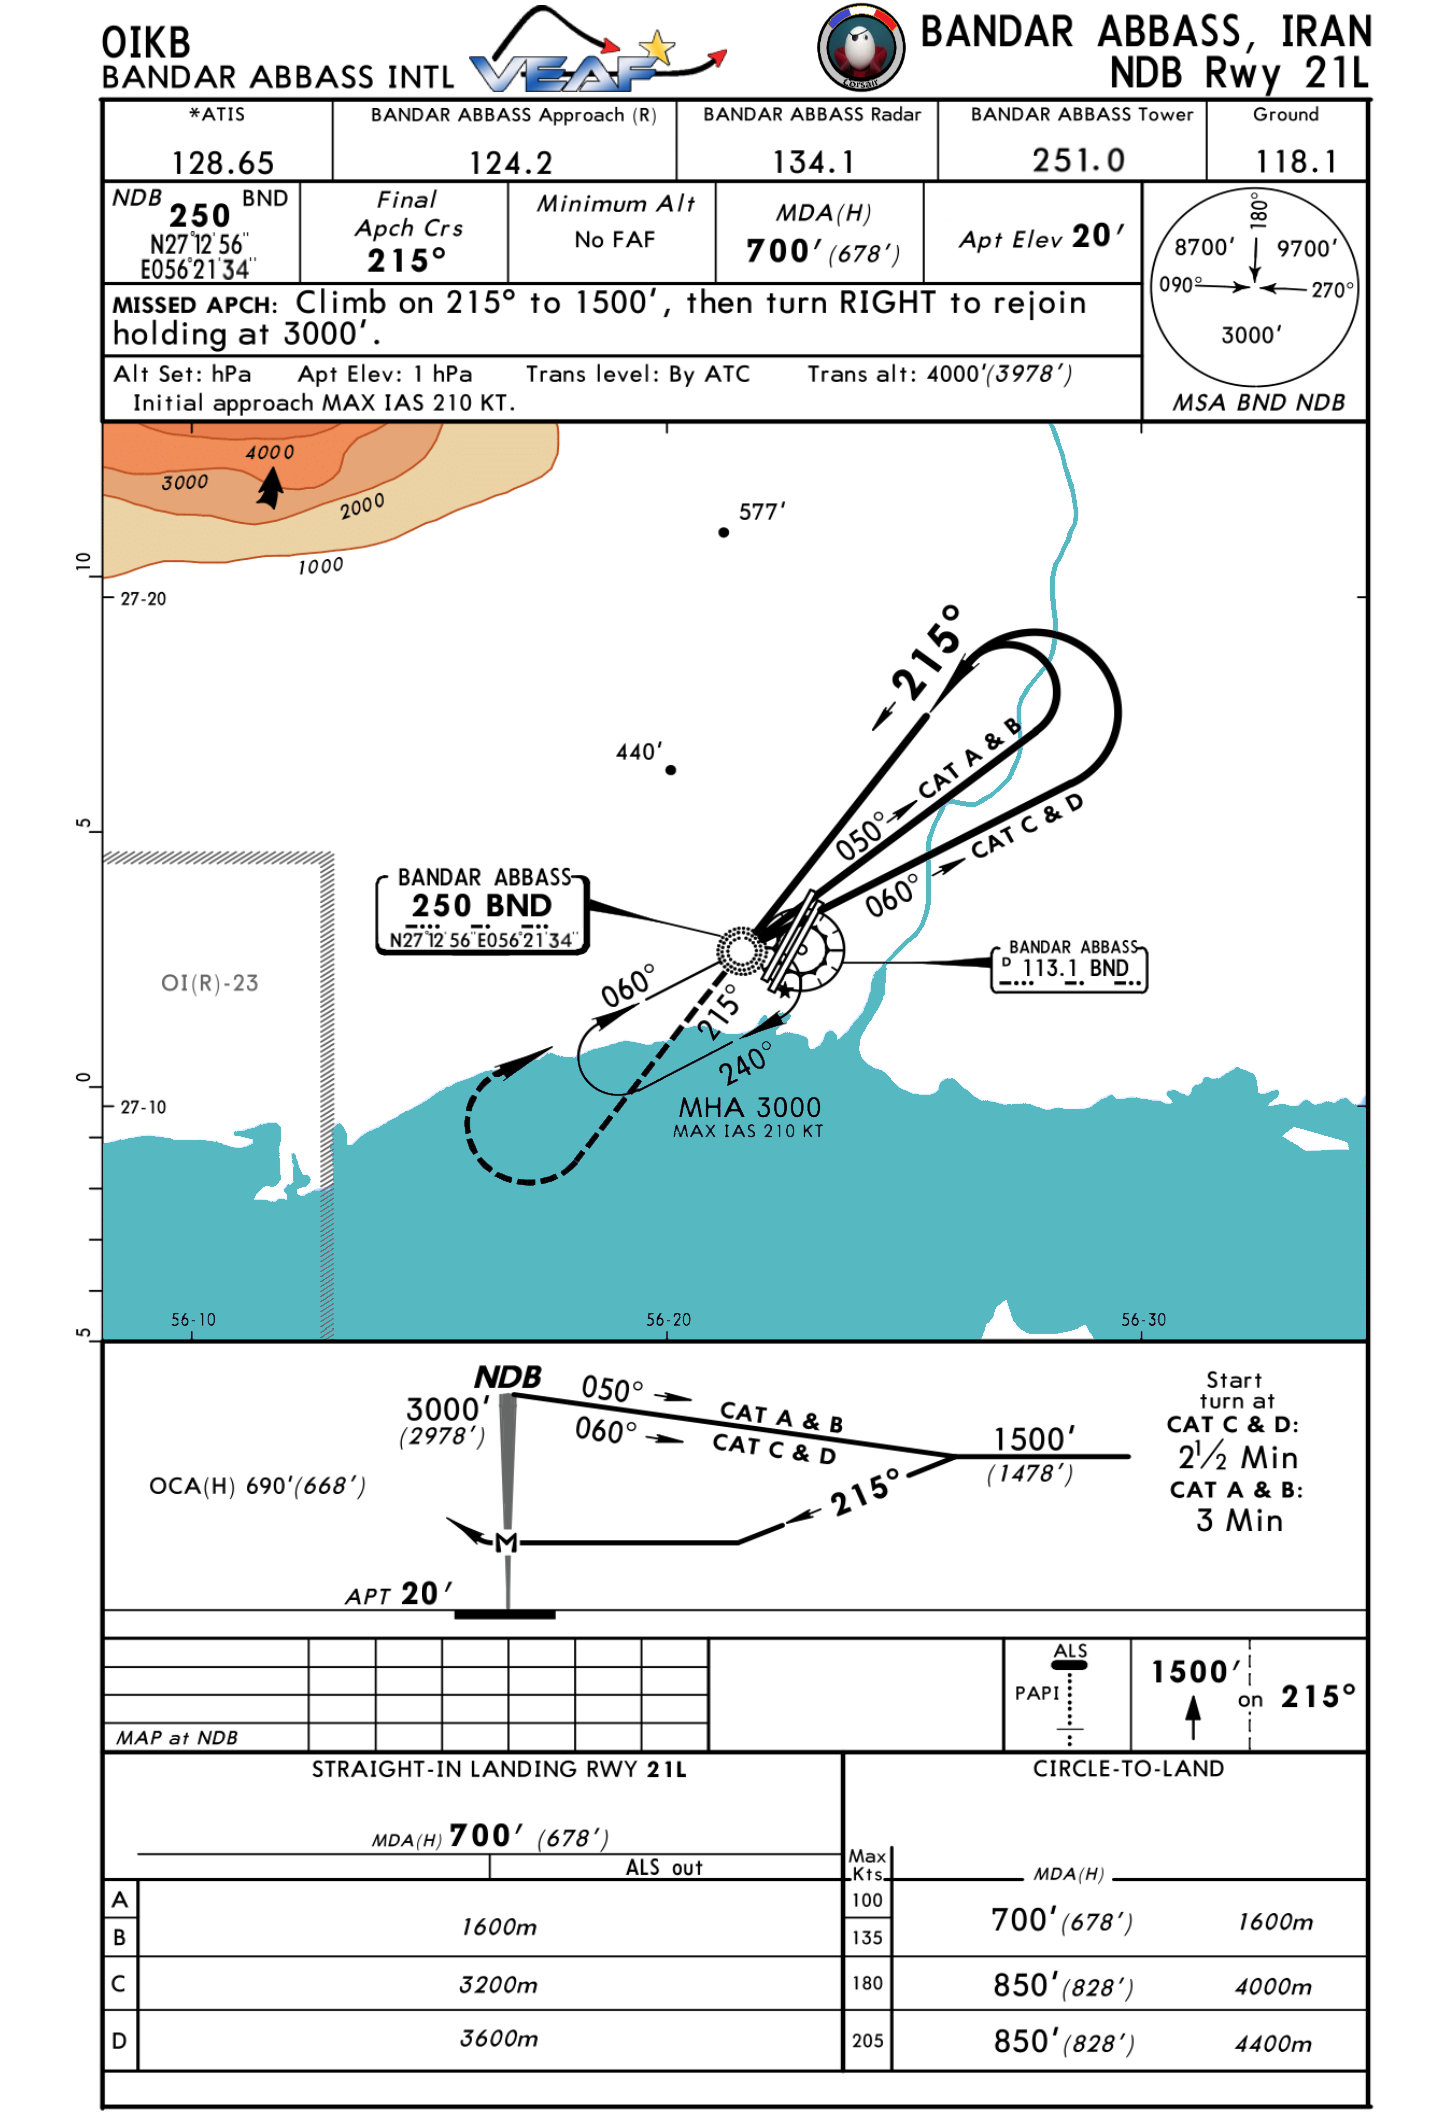 OIKB
BANDAR ABBASS INTL
VEAF
Corsair
BANDAR ABBASS, IRAN
NDB Rwy 21L
*ATIS
128.65
BANDAR ABBASS Approach (R)
124.2
BANDAR ABBASS Radar
134.1
BANDAR ABBASS Tower
251.0
Ground
118.1
NDB 250 BND
N27°12'56"
E056°21'34"
Final
Apch Crs
215°
Minimum Alt
No FAF
MDA(H)
700' (678')
Apt Elev 20'
8700' 180° 9700'
090° 270°
3000'
MSA BND NDB
MISSED APCH: Climb on 215° to 1500', then turn RIGHT to rejoin
holding at 3000'.
Alt Set: hPa Apt Elev: 1 hPa Trans level: By ATC Trans alt: 4000'(3978')
Initial approach MAX IAS 210 KT.
4000
3000
2000
1000
577'
10
27-20
215°
440'
5
050° CAT A & B
060° CAT C & D
BANDAR ABBASS
250 BND
N27°12'56"E056°21'34"
BANDAR ABBASS
D 113.1 BND
OI(R)-23
060°
215°
240°
0
27-10
MHA 3000
MAX IAS 210 KT
5
56-10
56-20
56-30
NDB
3000'
(2978')
050° CAT A & B
060° CAT C & D
1500'
(1478')
215°
Start
turn at
CAT C & D:
2½ Min
CAT A & B:
3 Min
OCA(H) 690'(668')
M
APT 20'
MAP at NDB
ALS
PAPI
1500'
on 215°
STRAIGHT-IN LANDING RWY 21L
MDA(H) 700' (678')
ALS out
CIRCLE-TO-LAND
Max
Kts
MDA(H)
A
B
1600m
100
135
700'(678') 1600m
C 3200m 180 850'(828') 4000m
D 3600m 205 850'(828') 4400m